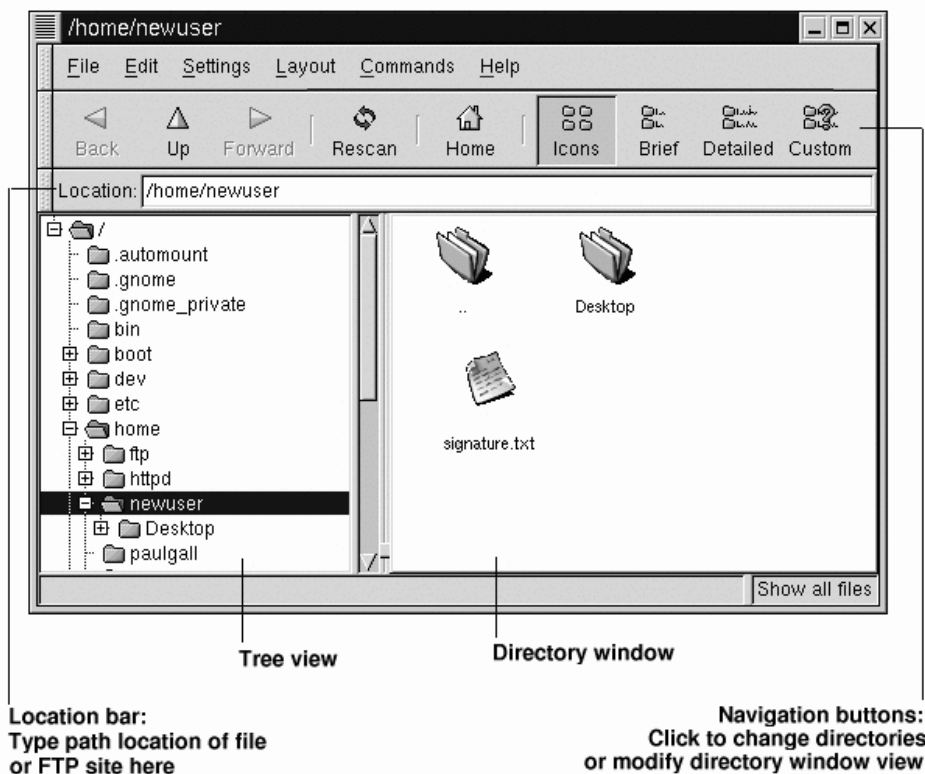 /home/newuser
File Edit Settings Layout Commands Help
Back Up Forward Rescan Home Icons Brief Detailed Custom
Location: /home/newuser
/
.automount
.gnome
.gnome_private
bin
boot
dev
etc
home
ftp
httpd
newuser
Desktop
paulgall
..
Desktop
signature.txt
Show all files
Tree view
Directory window
Location bar:
Type path location of file
or FTP site here
Navigation buttons:
Click to change directories
or modify directory window view